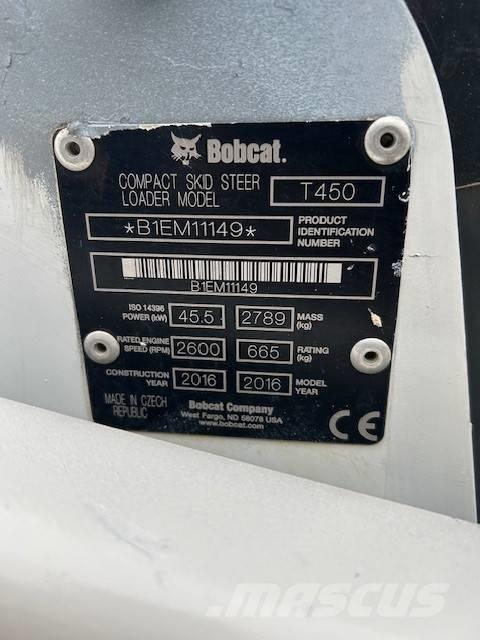 Bobcat.
COMPACT SKID STEER
LOADER MODEL
T450
*B1EM11149*
PRODUCT
IDENTIFICATION
NUMBER
B1EM11149
ISO 14396
POWER (kW)
45.5
2789
MASS
(kg)
RATED ENGINE
SPEED (RPM)
2600
665
RATING
(kg)
CONSTRUCTION
YEAR
2016
2016
MODEL
YEAR
MADE IN CZECH
REPUBLIC
Bobcat Company
West Fargo, ND 58078 USA
www.bobcat.com
CE
MASCUS